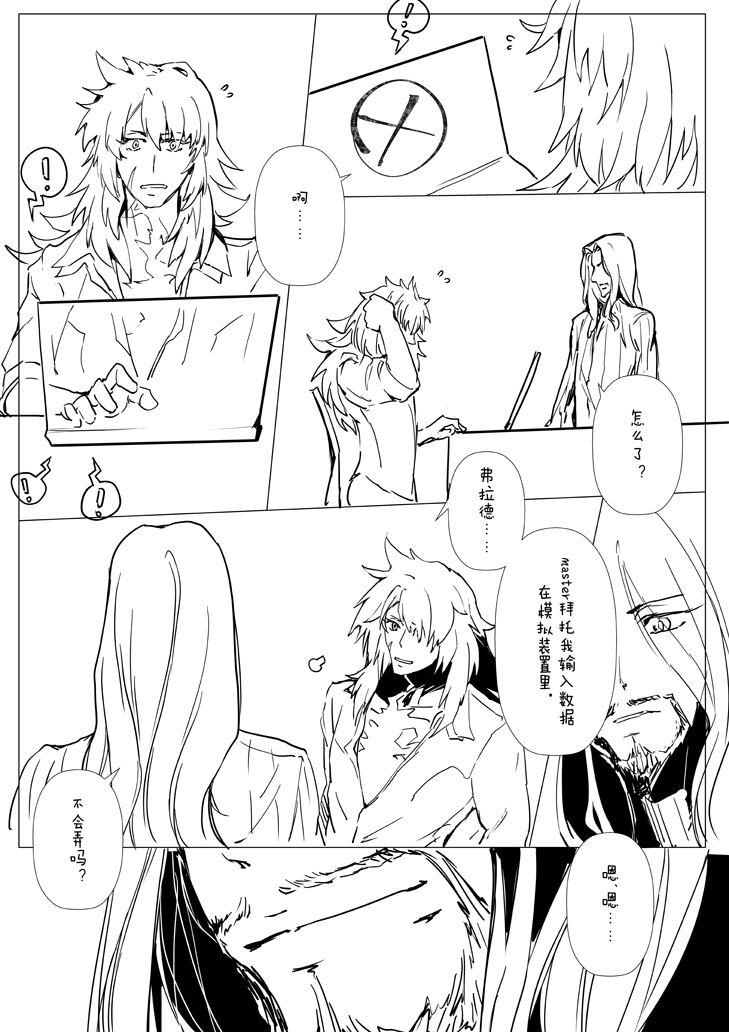 啊
……
怎么了？
弗拉德……
master拜托我输入数据
在模拟装置里。
不会弄吗？
嗯、嗯……